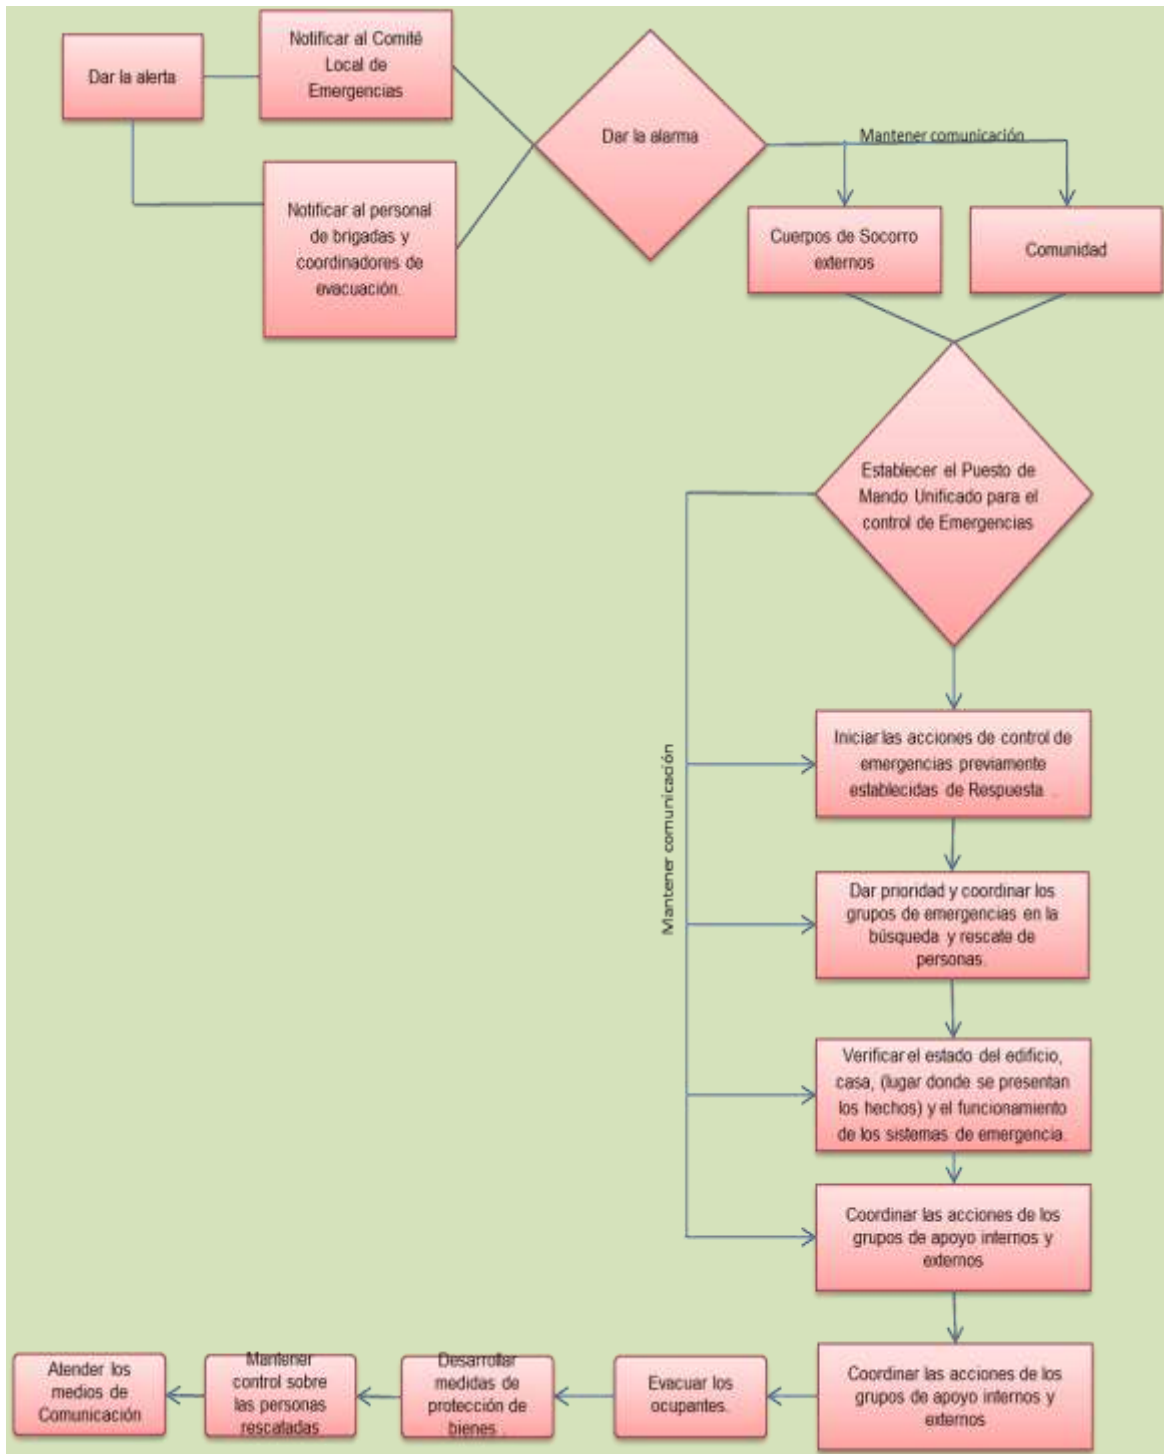 Dar la alerta
Notificar al Comité
Local de
Emergencias
Notificar al personal
de brigadas y
coordinadores de
evacuación.
Dar la alarma
Mantener comunicación
Cuerpos de Socorro
externos
Comunidad
Establecer el Puesto de
Mando Unificado para el
control de Emergencias
Mantener comunicación
Iniciar las acciones de control de
emergencias previamente
establecidas de Respuesta .
Dar prioridad y coordinar los
grupos de emergencias en la
búsqueda y rescate de
personas.
Verificar el estado del edificio,
casa, (lugar donde se presentan
los hechos) y el funcionamiento
de los sistemas de emergencia.
Coordinar las acciones de los
grupos de apoyo internos y
externos
Coordinar las acciones de los
grupos de apoyo internos y
externos
Evacuar los
ocupantes.
Desarrollar
medidas de
protección de
bienes .
Mantener
control sobre
las personas
rescatadas
Atender los
medios de
Comunicación